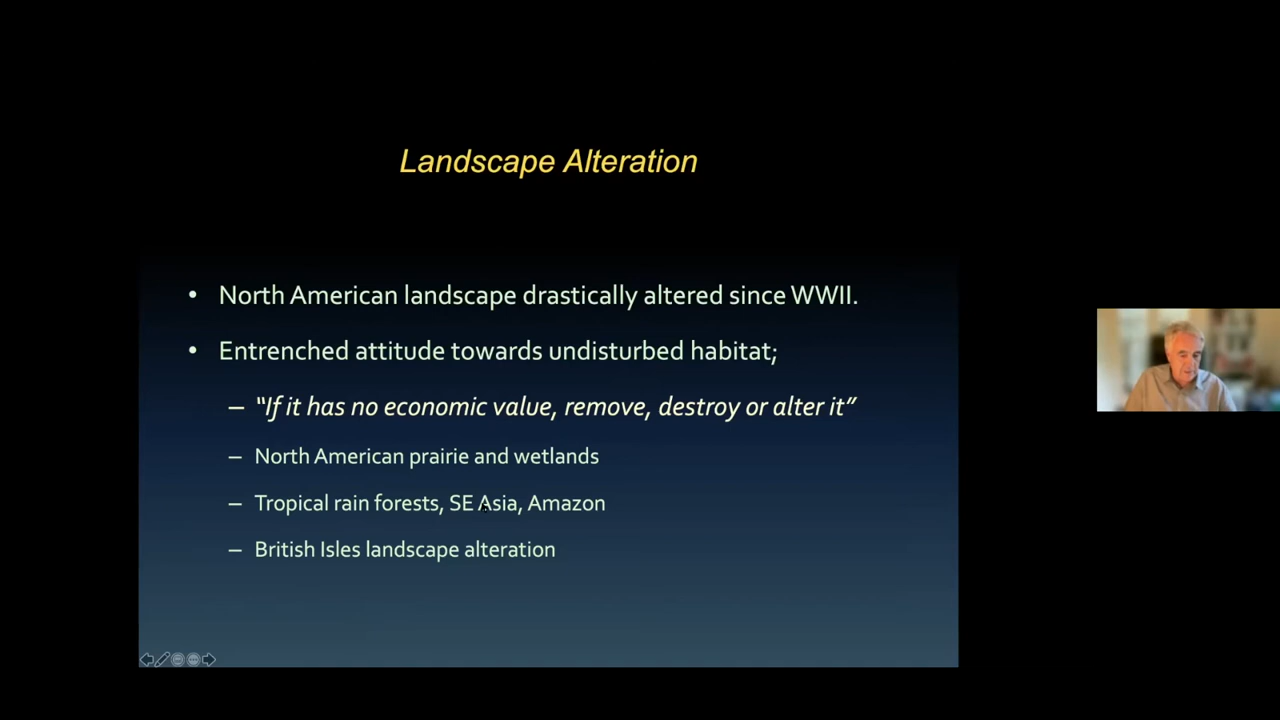 Landscape Alteration
• North American landscape drastically altered since WWII.
• Entrenched attitude towards undisturbed habitat;
– “If it has no economic value, remove, destroy or alter it”
– North American prairie and wetlands
– Tropical rain forests, SE Asia, Amazon
– British Isles landscape alteration